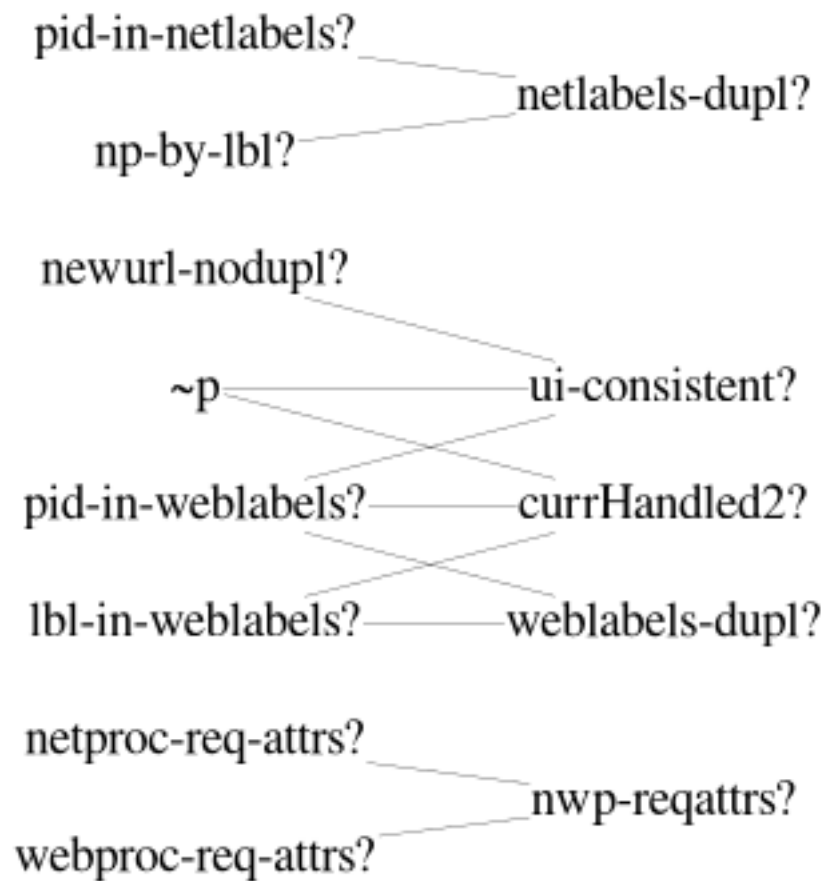 pid-in-netlabels?
netlabels-dupl?
np-by-lbl?
newurl-nodupl?
~p
ui-consistent?
pid-in-weblabels?
currHandled2?
lbl-in-weblabels?
weblabels-dupl?
netproc-req-attrs?
nwp-reqattrs?
webproc-req-attrs?